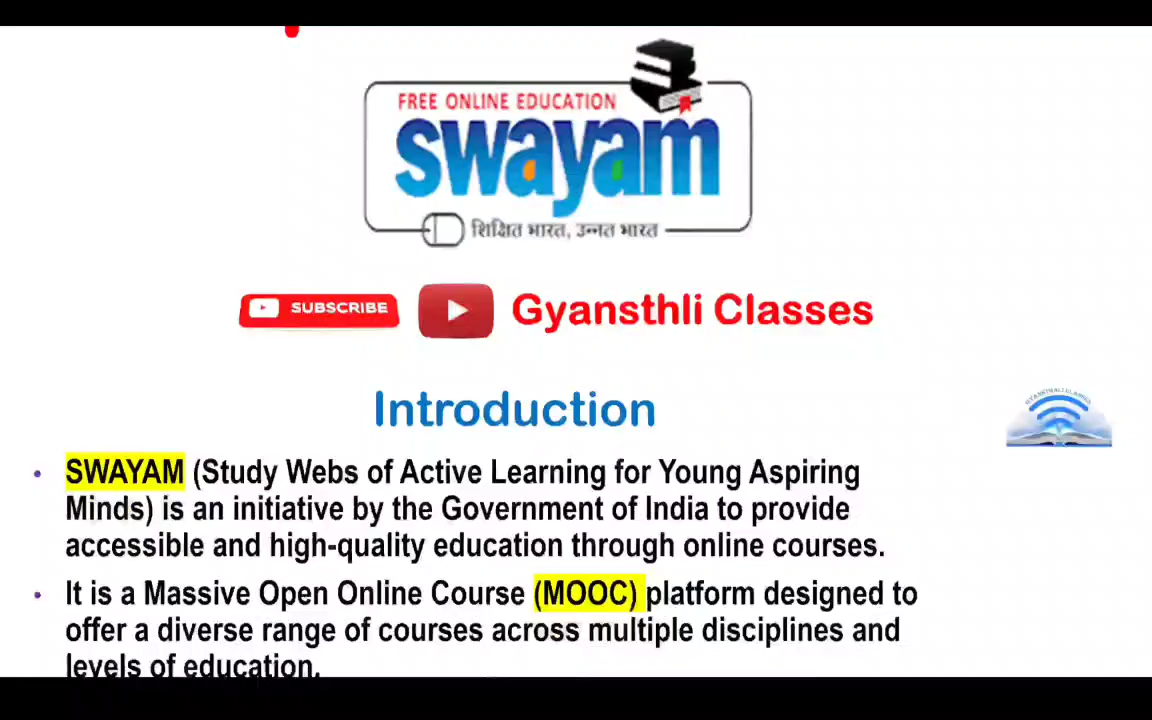 FREE ONLINE EDUCATION
swayam
शिक्षित भारत, उन्नत भारत
SUBSCRIBE
Gyansthli Classes
Introduction
GYANSTHALI CLASSES
• SWAYAM (Study Webs of Active Learning for Young Aspiring
Minds) is an initiative by the Government of India to provide
accessible and high-quality education through online courses.
• It is a Massive Open Online Course (MOOC) platform designed to
offer a diverse range of courses across multiple disciplines and
levels of education.